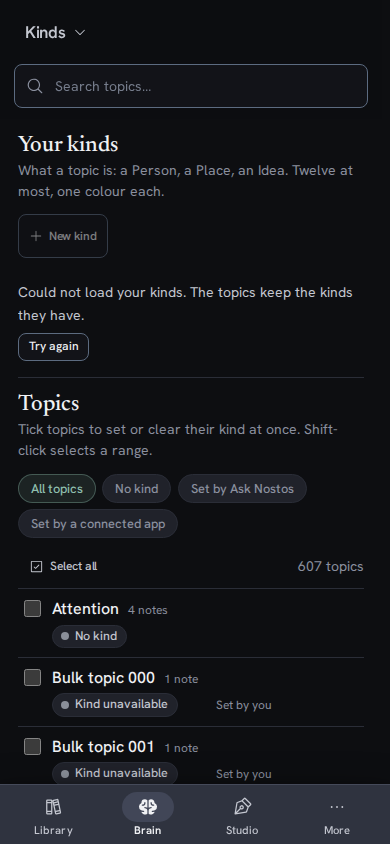 Kinds
Search topics...
Your kinds
What a topic is: a Person, a Place, an Idea. Twelve at
most, one colour each.
New kind
Could not load your kinds. The topics keep the kinds
they have.
Try again
Topics
Tick topics to set or clear their kind at once. Shift-
click selects a range.
All topics No kind Set by Ask Nostos
Set by a connected app
Select all 607 topics
Attention 4 notes
No kind
Bulk topic 000 1 note
Kind unavailable Set by you
Bulk topic 001 1 note
Kind unavailable Set by you
Library Brain Studio More